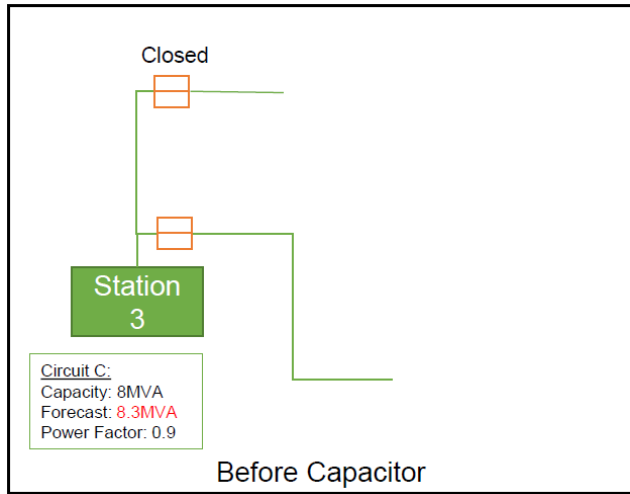 Closed
Station
3
Circuit C:
Capacity: 8MVA
Forecast: 8.3MVA
Power Factor: 0.9
Before Capacitor